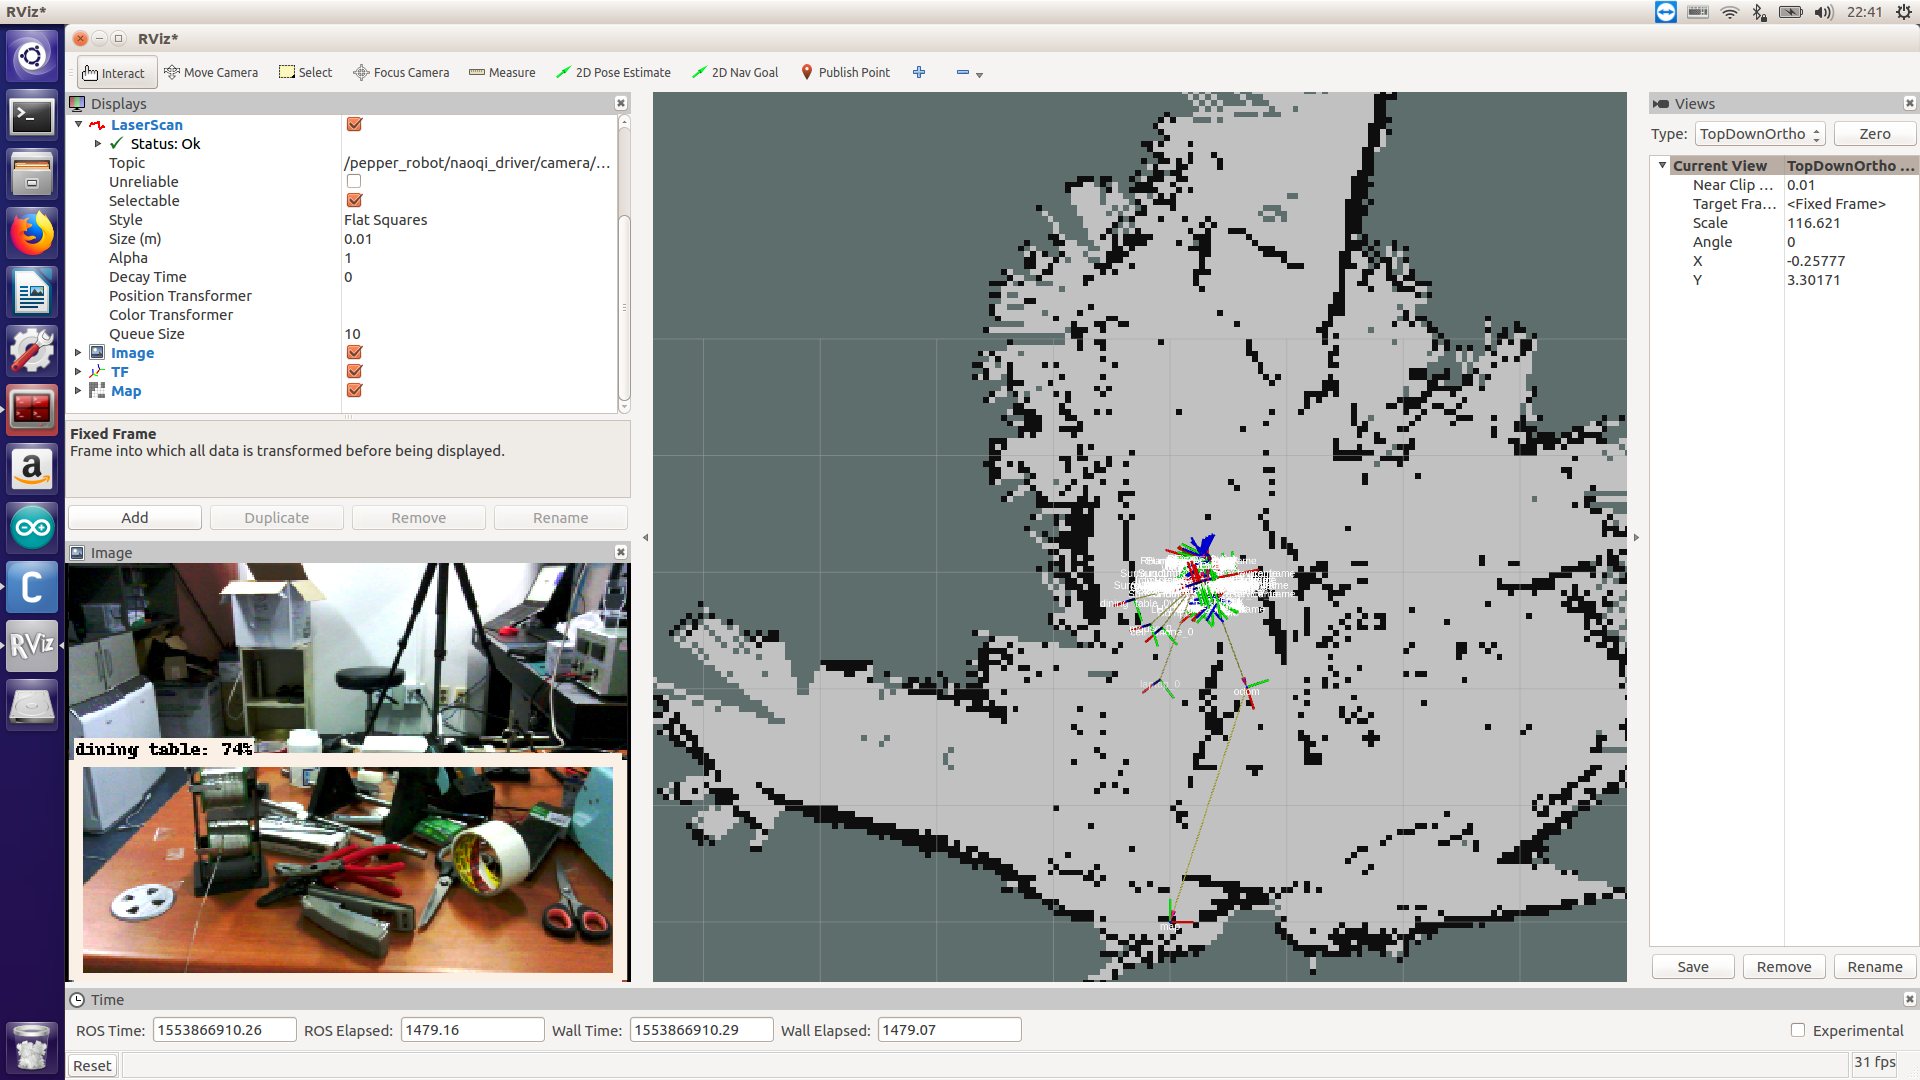 RViz*
22:41
RViz*
Interact
Move Camera
Select
Focus Camera
Measure
2D Pose Estimate
2D Nav Goal
Publish Point
Displays
LaserScan
Status: Ok
Topic /pepper_robot/naoqi_driver/camera/...
Unreliable
Selectable
Style Flat Squares
Size (m) 0.01
Alpha 1
Decay Time 0
Position Transformer
Color Transformer
Queue Size 10
Image
TF
Map
Fixed Frame
Frame into which all data is transformed before being displayed.
Add Duplicate Remove Rename
Image
dining table: 74%
odom
map
Views
Type: TopDownOrtho Zero
Current View TopDownOrtho ...
Near Clip ... 0.01
Target Fra... <Fixed Frame>
Scale 116.621
Angle 0
X -0.25777
Y 3.30171
Save Remove Rename
Time
ROS Time: 1553866910.26 ROS Elapsed: 1479.16 Wall Time: 1553866910.29 Wall Elapsed: 1479.07 Experimental
Reset 31 fps